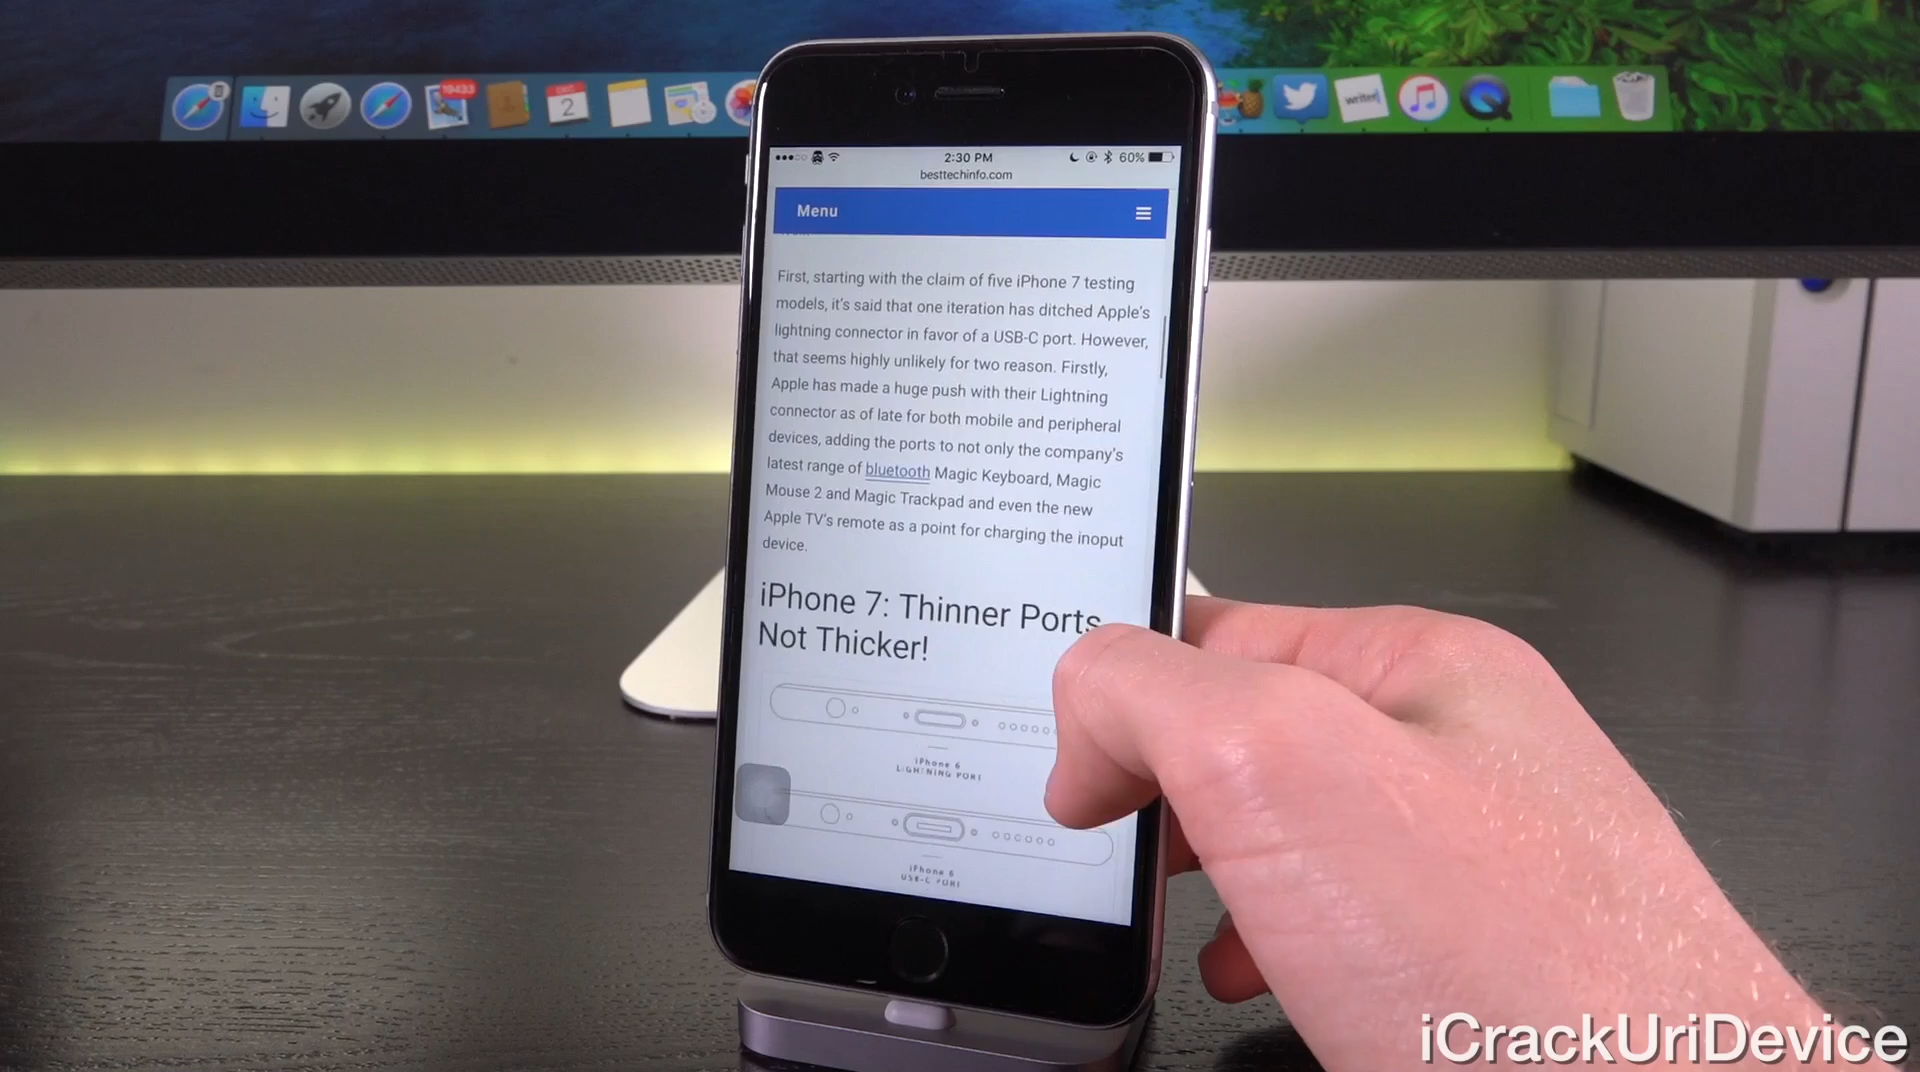 19433
2
writer
2:30 PM
60%
besttechinfo.com
Menu
First, starting with the claim of five iPhone 7 testing
models, it's said that one iteration has ditched Apple's
lightning connector in favor of a USB-C port. However,
that seems highly unlikely for two reason. Firstly,
Apple has made a huge push with their Lightning
connector as of late for both mobile and peripheral
devices, adding the ports to not only the company's
latest range of bluetooth Magic Keyboard, Magic
Mouse 2 and Magic Trackpad and even the new
Apple TV's remote as a point for charging the inoput
device.
iPhone 7: Thinner Ports
Not Thicker!
iPhone 6
LIGHTNING PORT
iPhone 6
USB-C PORT
iCrackUriDevice